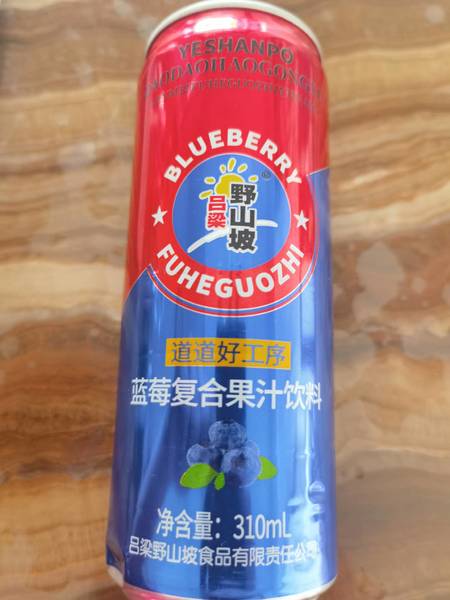 YESHANPO
BLUEBERRY
吕梁
野山坡
FUHEGUOZHI
道道好工序
蓝莓复合果汁饮料
净含量：310mL
吕梁野山坡食品有限责任公司